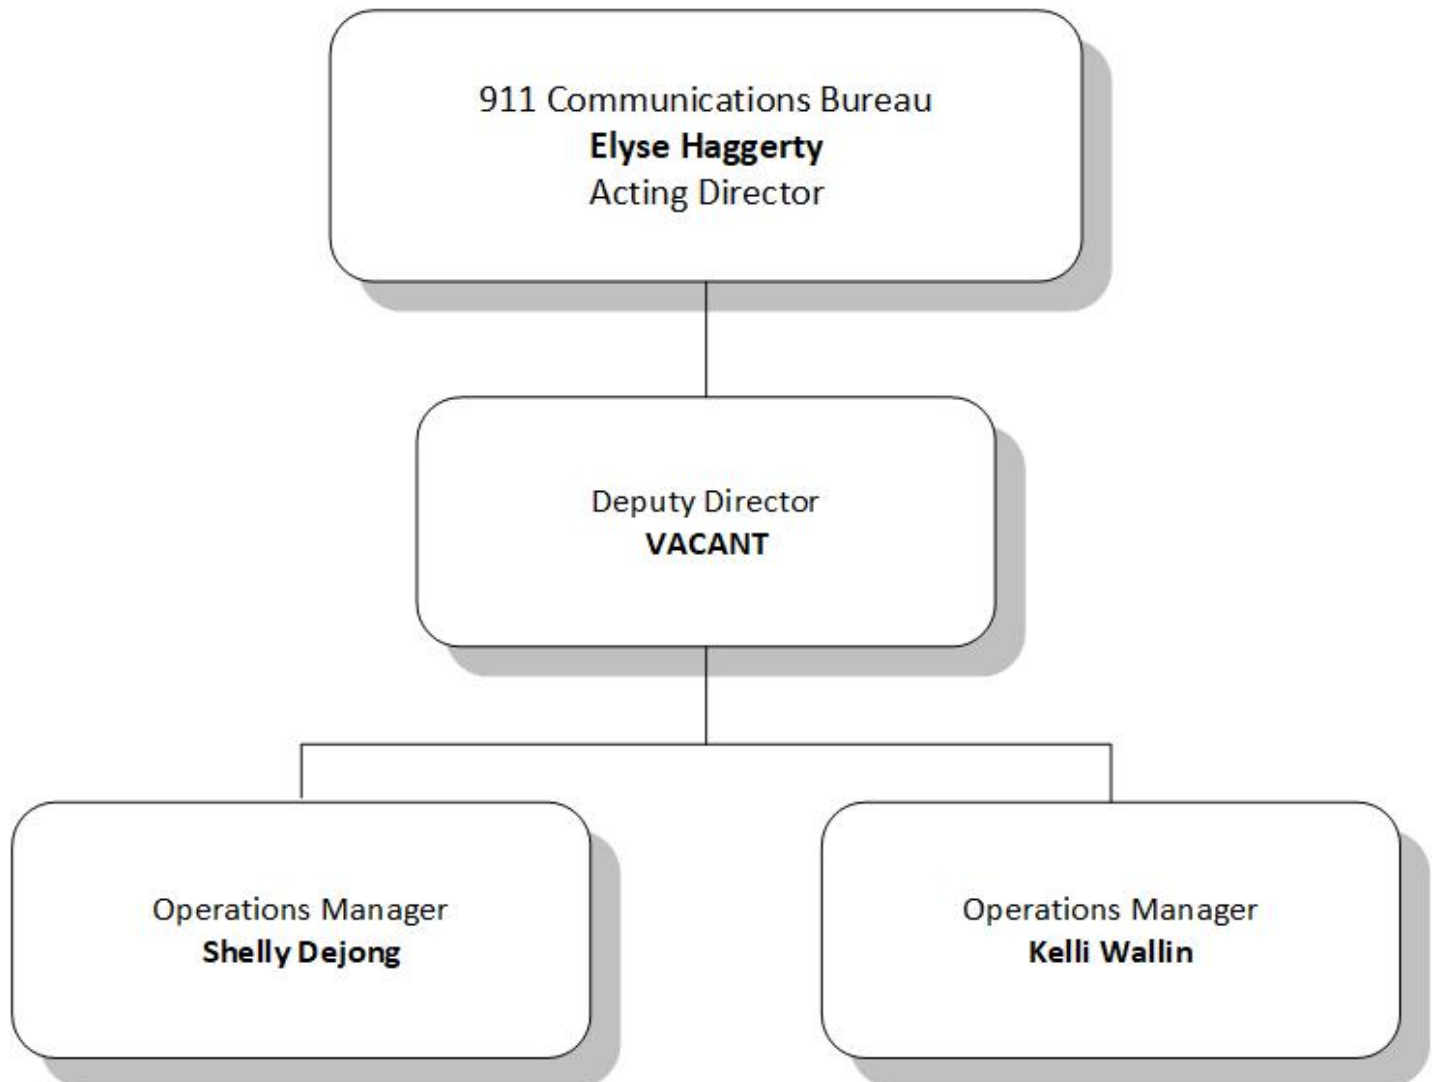 911 Communications Bureau
Elyse Haggerty
Acting Director
Deputy Director
VACANT
Operations Manager
Shelly Dejong
Operations Manager
Kelli Wallin